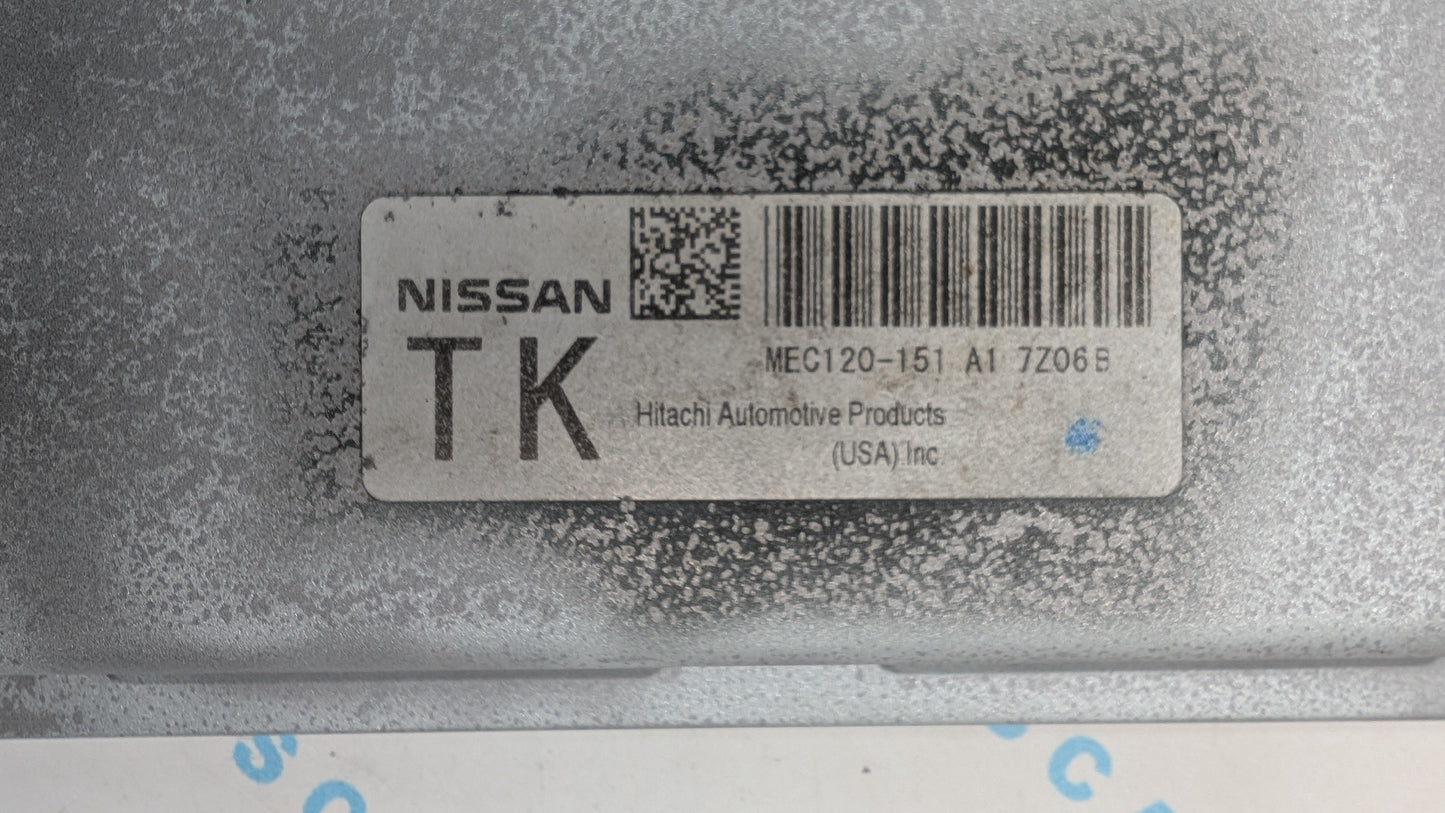 NISSAN
TK
MEC120-151 A1 7Z06B
Hitachi Automotive Products
(USA) Inc